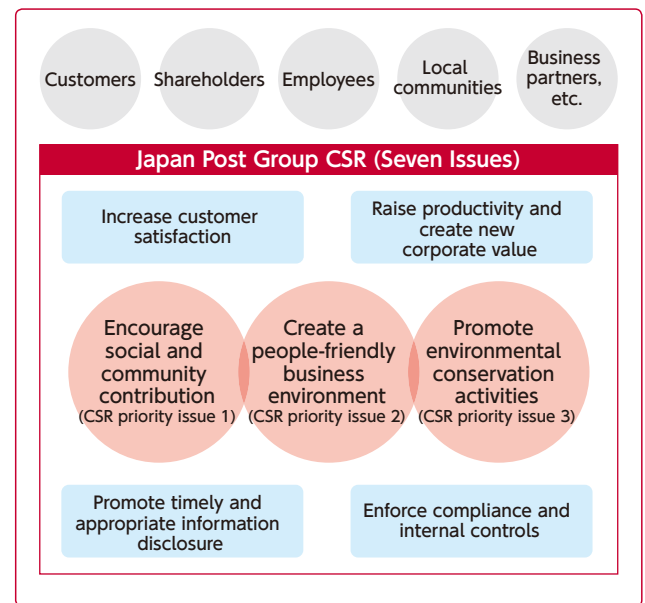 Customers
Shareholders
Employees
Local
communities
Business
partners,
etc.
Japan Post Group CSR (Seven Issues)
Increase customer
satisfaction
Raise productivity and
create new
corporate value
Encourage
social and
community
contribution
(CSR priority issue 1)
Create a
people-friendly
business
environment
(CSR priority issue 2)
Promote
environmental
conservation
activities
(CSR priority issue 3)
Promote timely and
appropriate information
disclosure
Enforce compliance and
internal controls